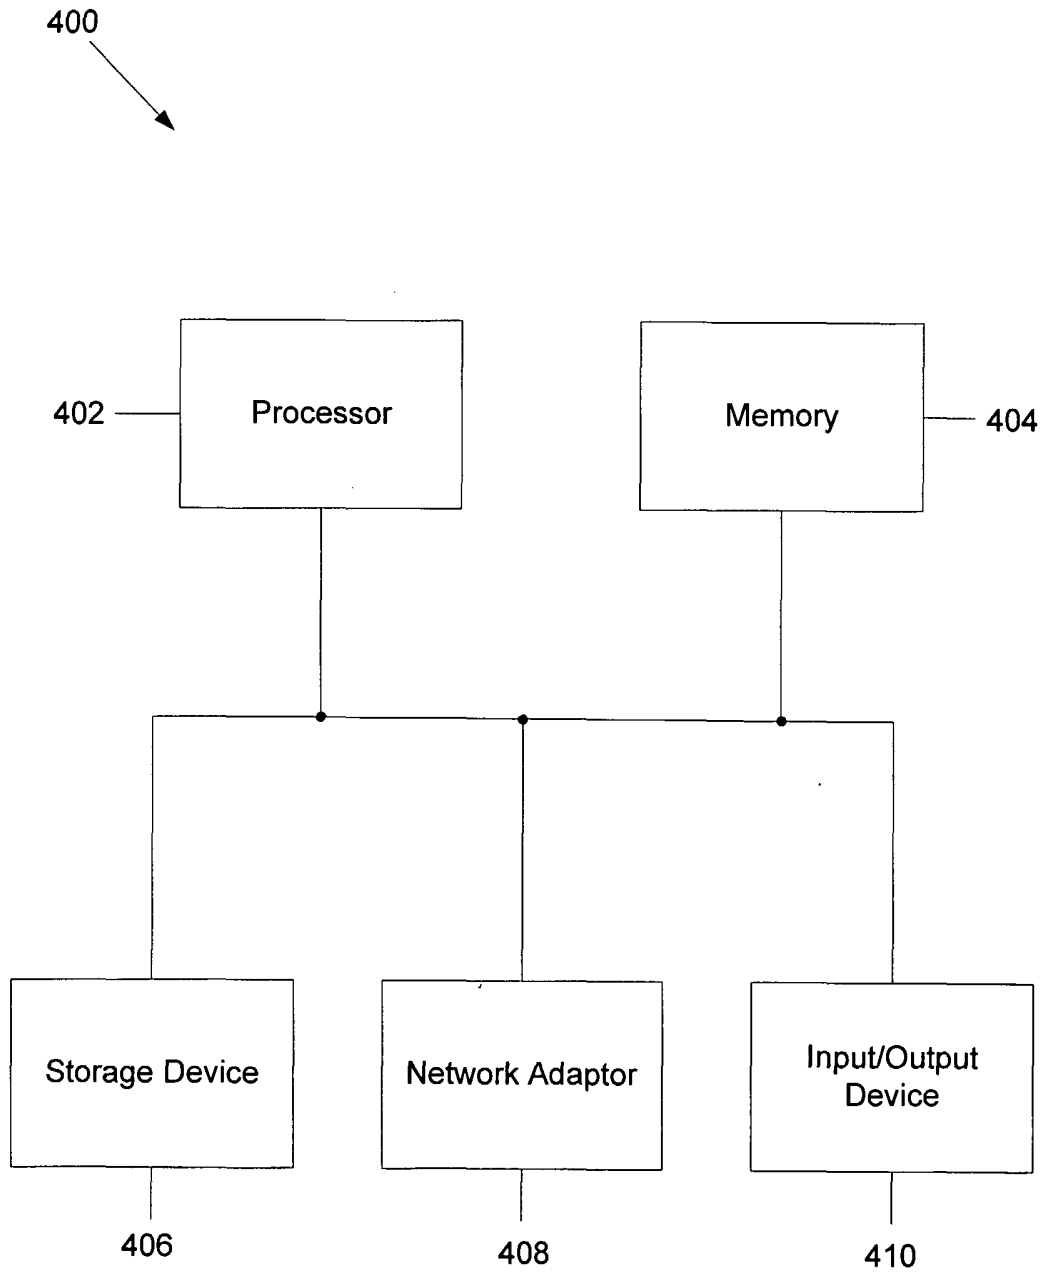 400
Processor
402
Memory
404
Storage Device
Network Adaptor
Input/Output
Device
406
408
410